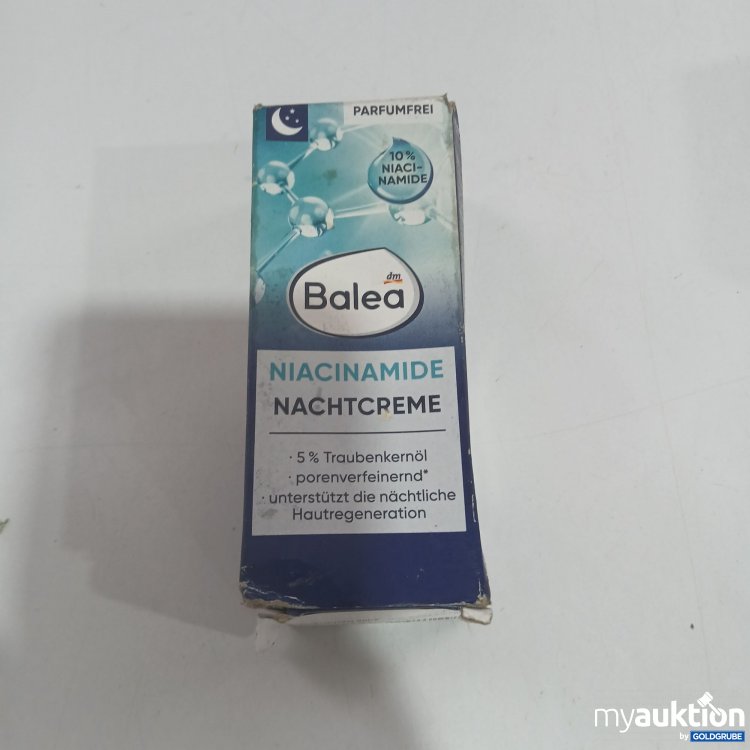 PARFUMFREI
10%
NIACI-
NAMIDE
dm
Balea
NIACINAMIDE
NACHTCREME
· 5 % Traubenkernöl
· porenverfeinernd*
· unterstützt die nächtliche
Hautregeneration
myauktion
by GOLDGRUBE